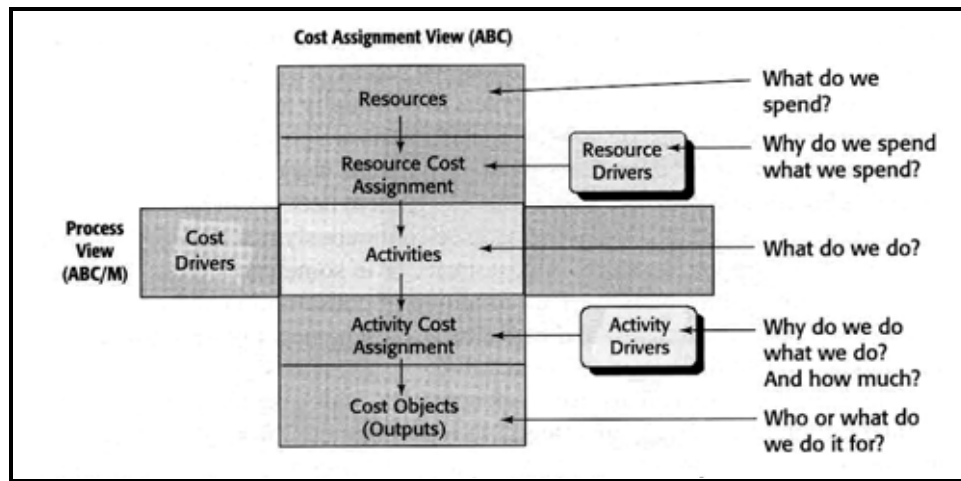 Cost Assignment View (ABC)
Resources
What do we
spend?
Resource Cost
Assignment
Resource
Drivers
Why do we spend
what we spend?
Process
View
(ABC/M)
Cost
Drivers
Activities
What do we do?
Activity Cost
Assignment
Activity
Drivers
Why do we do
what we do?
And how much?
Cost Objects
(Outputs)
Who or what do
we do it for?